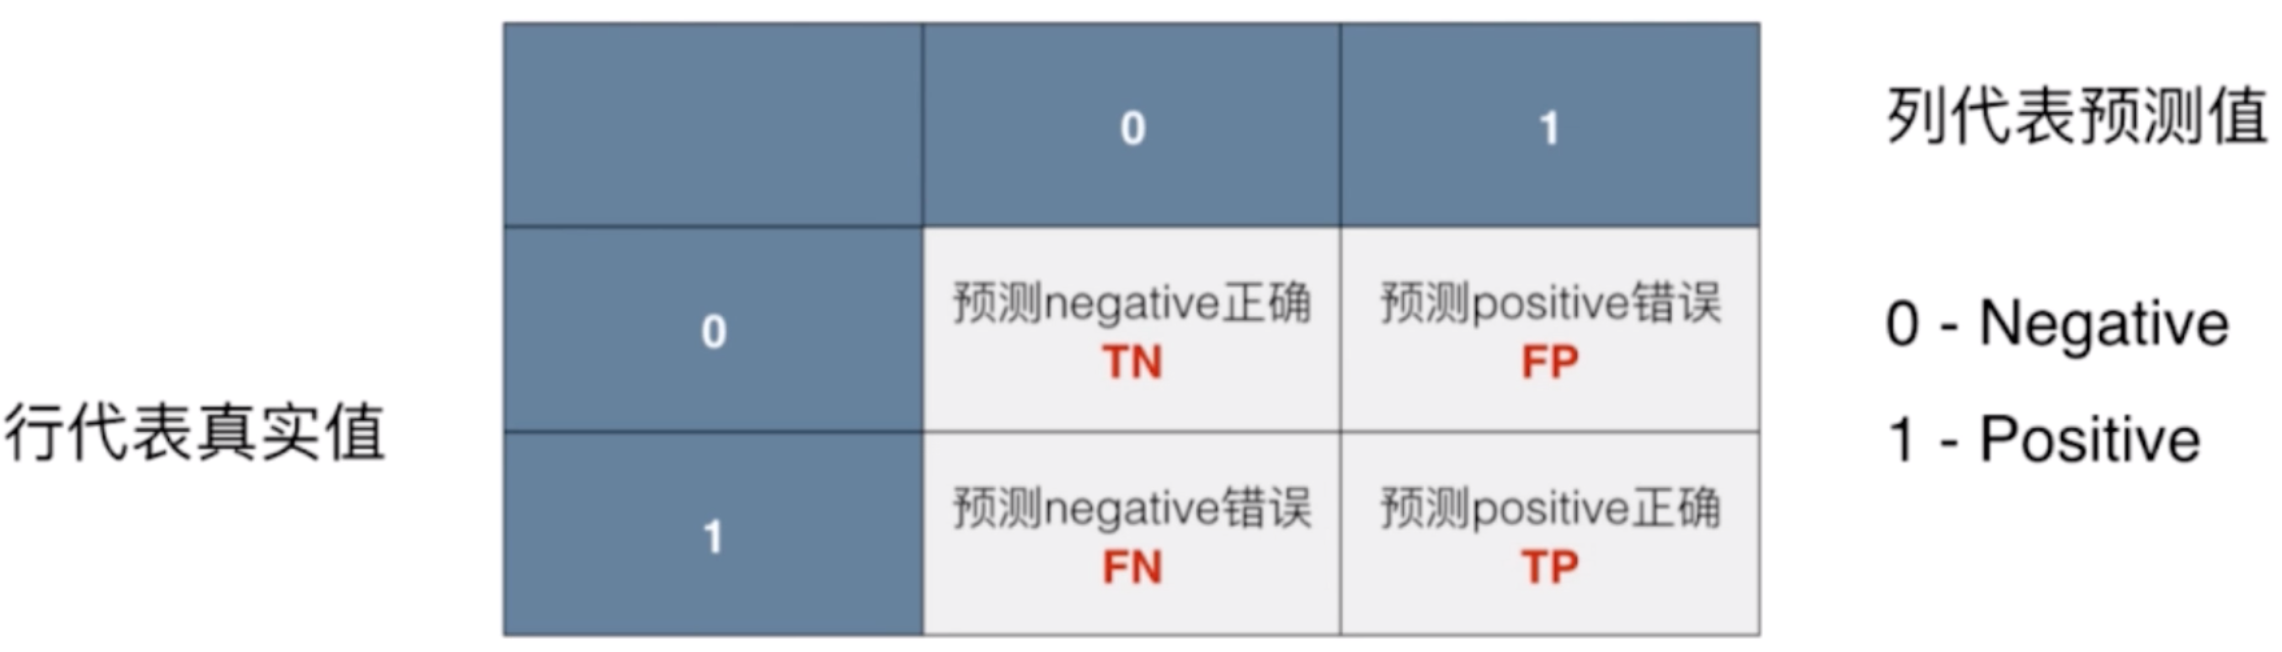 0
1
列代表预测值
0
预测negative正确
TN
预测positive错误
FP
0 - Negative
行代表真实值
1 - Positive
1
预测negative错误
FN
预测positive正确
TP